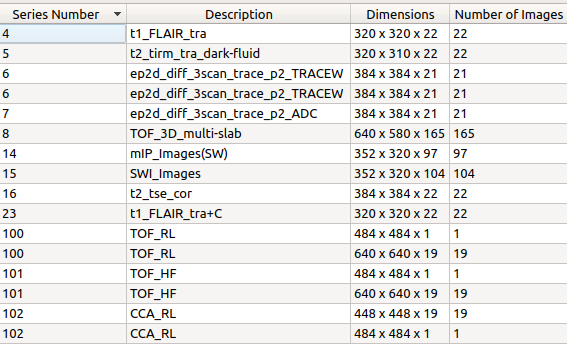 Series Number Description Dimensions Number of Images
4 t1_FLAIR_tra 320 x 320 x 22 22
5 t2_tirm_tra_dark-fluid 320 x 310 x 22 22
6 ep2d_diff_3scan_trace_p2_TRACEW 384 x 384 x 21 21
6 ep2d_diff_3scan_trace_p2_TRACEW 384 x 384 x 21 21
7 ep2d_diff_3scan_trace_p2_ADC 384 x 384 x 21 21
8 TOF_3D_multi-slab 640 x 580 x 165 165
14 mIP_Images(SW) 352 x 320 x 97 97
15 SWI_Images 352 x 320 x 104 104
16 t2_tse_cor 384 x 384 x 22 22
23 t1_FLAIR_tra+C 320 x 320 x 22 22
100 TOF_RL 484 x 484 x 1 1
100 TOF_RL 640 x 640 x 19 19
101 TOF_HF 484 x 484 x 1 1
101 TOF_HF 640 x 640 x 19 19
102 CCA_RL 448 x 448 x 19 19
102 CCA_RL 484 x 484 x 1 1